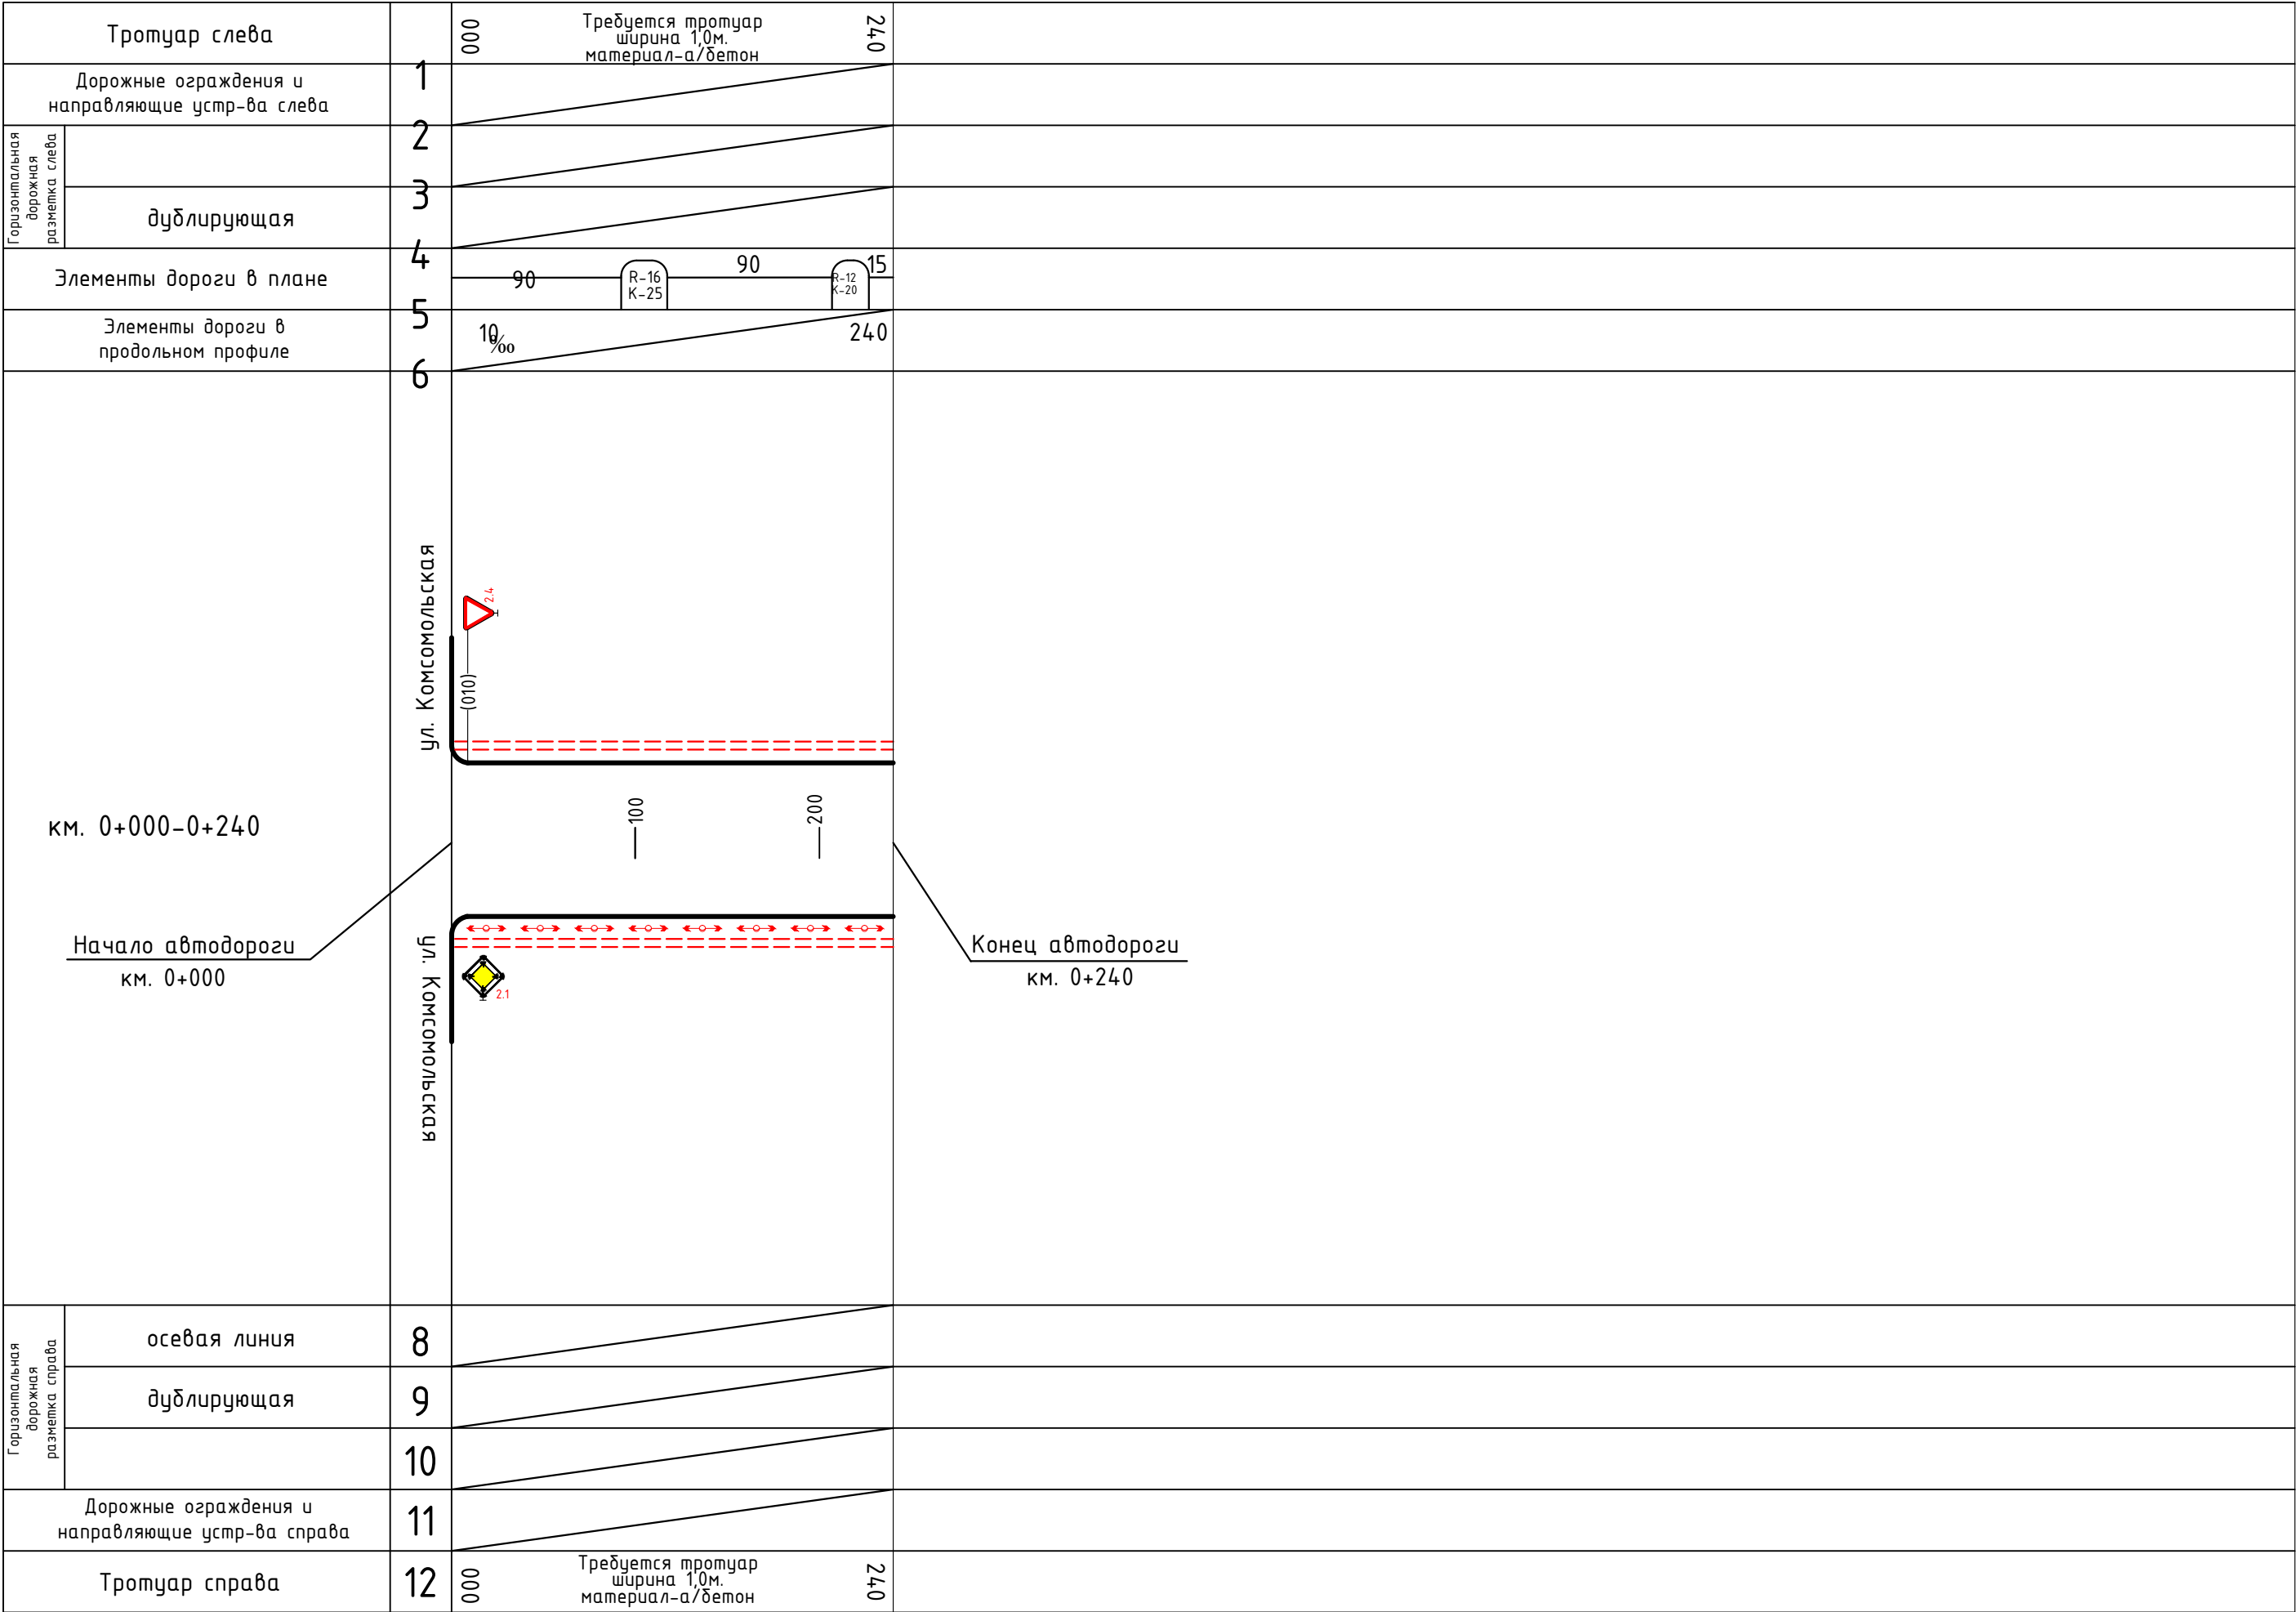 Тротуар слева
000
Требуется тротуар
ширина 1,0м.
материал-а/бетон
240
1
Дорожные ограждения и
направляющие устр-ва слева
2
Горизонтальная
дорожная
разметка слева
3
дублирующая
4
Элементы дороги в плане
90
R-16
K-25
90
R-12
K-20
15
5
Элементы дороги в
продольном профиле
10
‰
240
6
ул. Комсомольская
2.4
(010)
100
200
км. 0+000-0+240
Начало автодороги
км. 0+000
ул. Комсомольская
2.1
Конец автодороги
км. 0+240
Горизонтальная
дорожная
разметка справа
осевая линия
8
дублирующая
9
10
Дорожные ограждения и
направляющие устр-ва справа
11
Тротуар справа
12
000
Требуется тротуар
ширина 1,0м.
материал-а/бетон
240